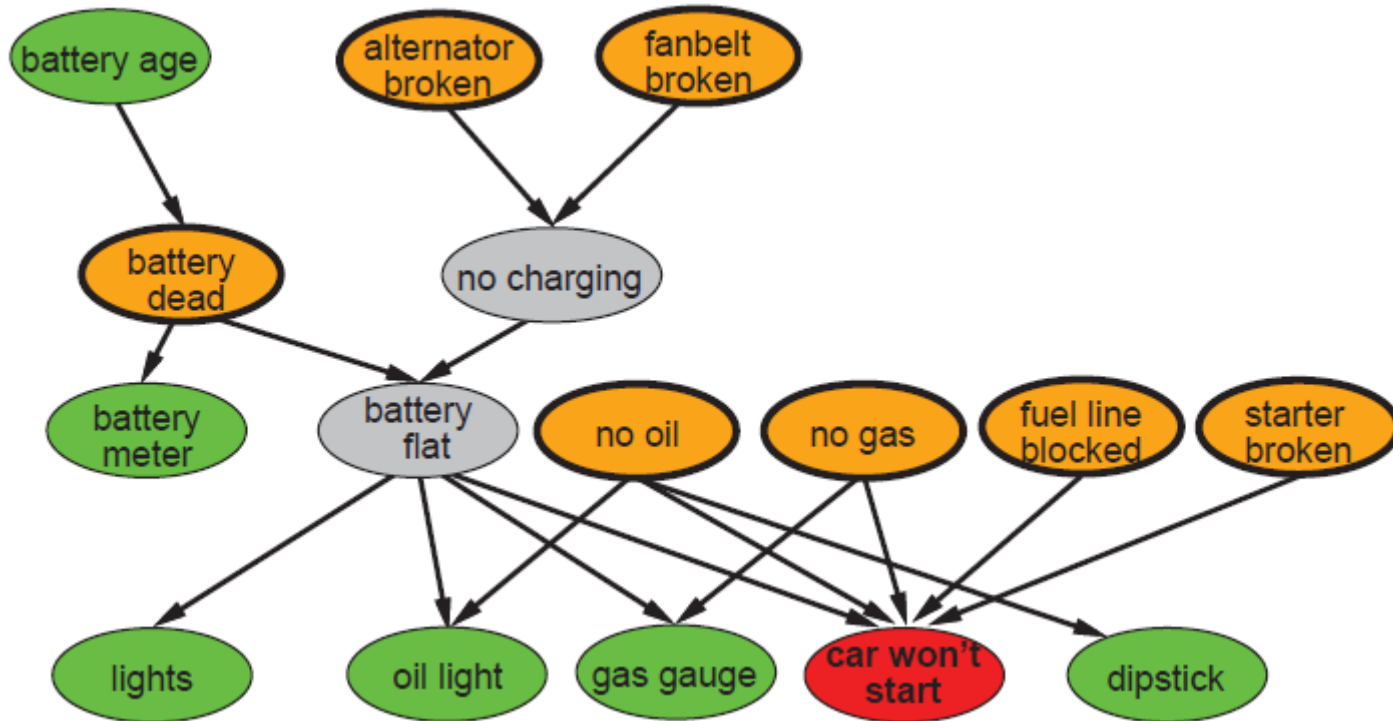 battery age
alternator
broken
fanbelt
broken
battery
dead
no charging
battery
meter
battery
flat
no oil
no gas
fuel line
blocked
starter
broken
lights
oil light
gas gauge
car won't
start
dipstick